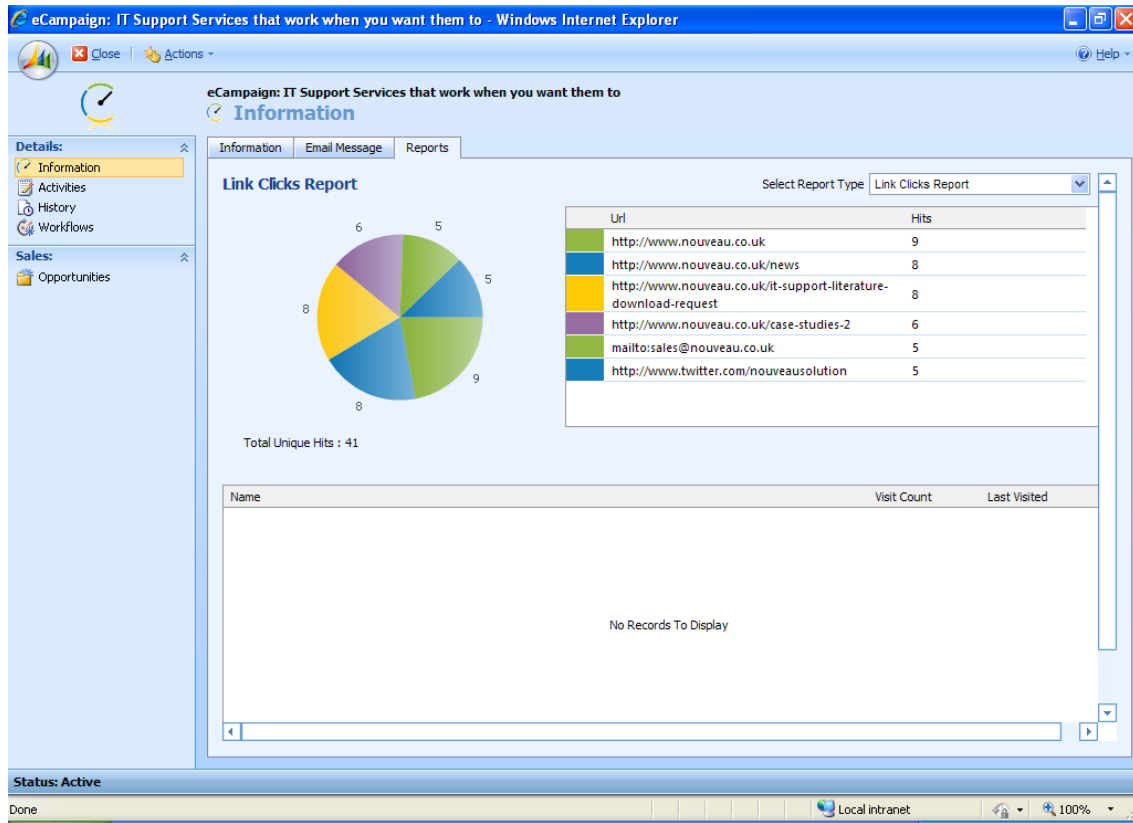 eCampaign: IT Support Services that work when you want them to - Windows Internet Explorer
Close Actions Help
eCampaign: IT Support Services that work when you want them to
Information
Details:
Information
Activities
History
Workflows
Sales:
Opportunities
Information Email Message Reports
Link Clicks Report
Select Report Type Link Clicks Report
6 5
5
8
9
8
Total Unique Hits : 41
Url Hits
http://www.nouveau.co.uk 9
http://www.nouveau.co.uk/news 8
http://www.nouveau.co.uk/it-support-literature-
download-request 8
http://www.nouveau.co.uk/case-studies-2 6
mailto:sales@nouveau.co.uk 5
http://www.twitter.com/nouveausolution 5
Name Visit Count Last Visited
No Records To Display
Status: Active
Done Local intranet 100%